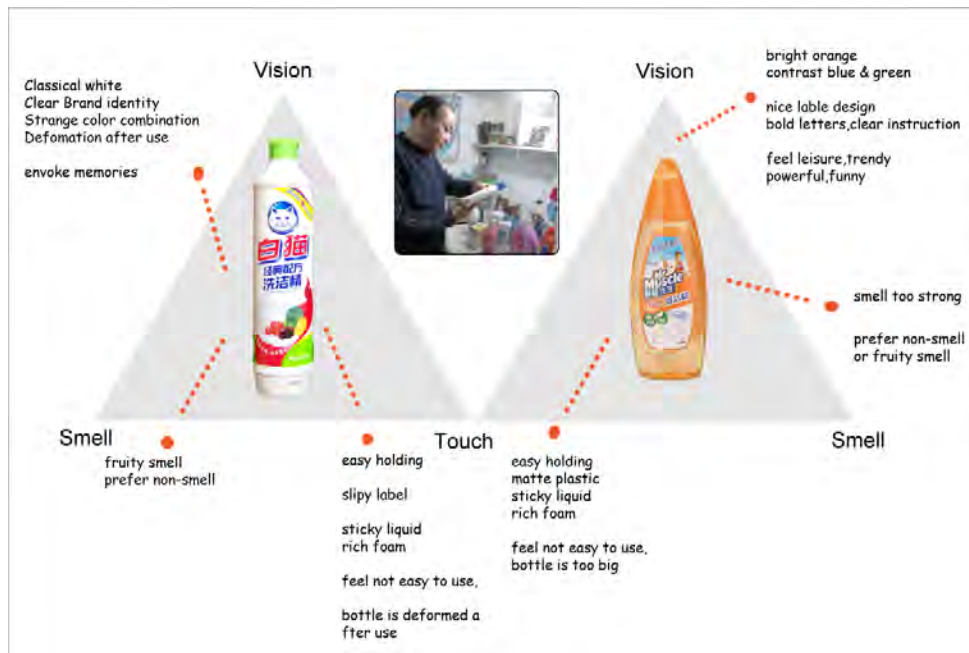 Vision
Classical white
Clear Brand identity
Strange color combination
Defomation after use
envoke memories
白猫
经典配方
洗洁精
Smell
fruity smell
prefer non-smell
easy holding
slipy label
sticky liquid
rich foam
feel not easy to use,
bottle is deformed a
fter use
Touch
Vision
bright orange
contrast blue & green
nice lable design
bold letters,clear instruction
feel leisure,trendy
powerful,funny
Mr Muscle
smell too strong
prefer non-smell
or fruity smell
Smell
easy holding
matte plastic
sticky liquid
rich foam
feel not easy to use,
bottle is too big